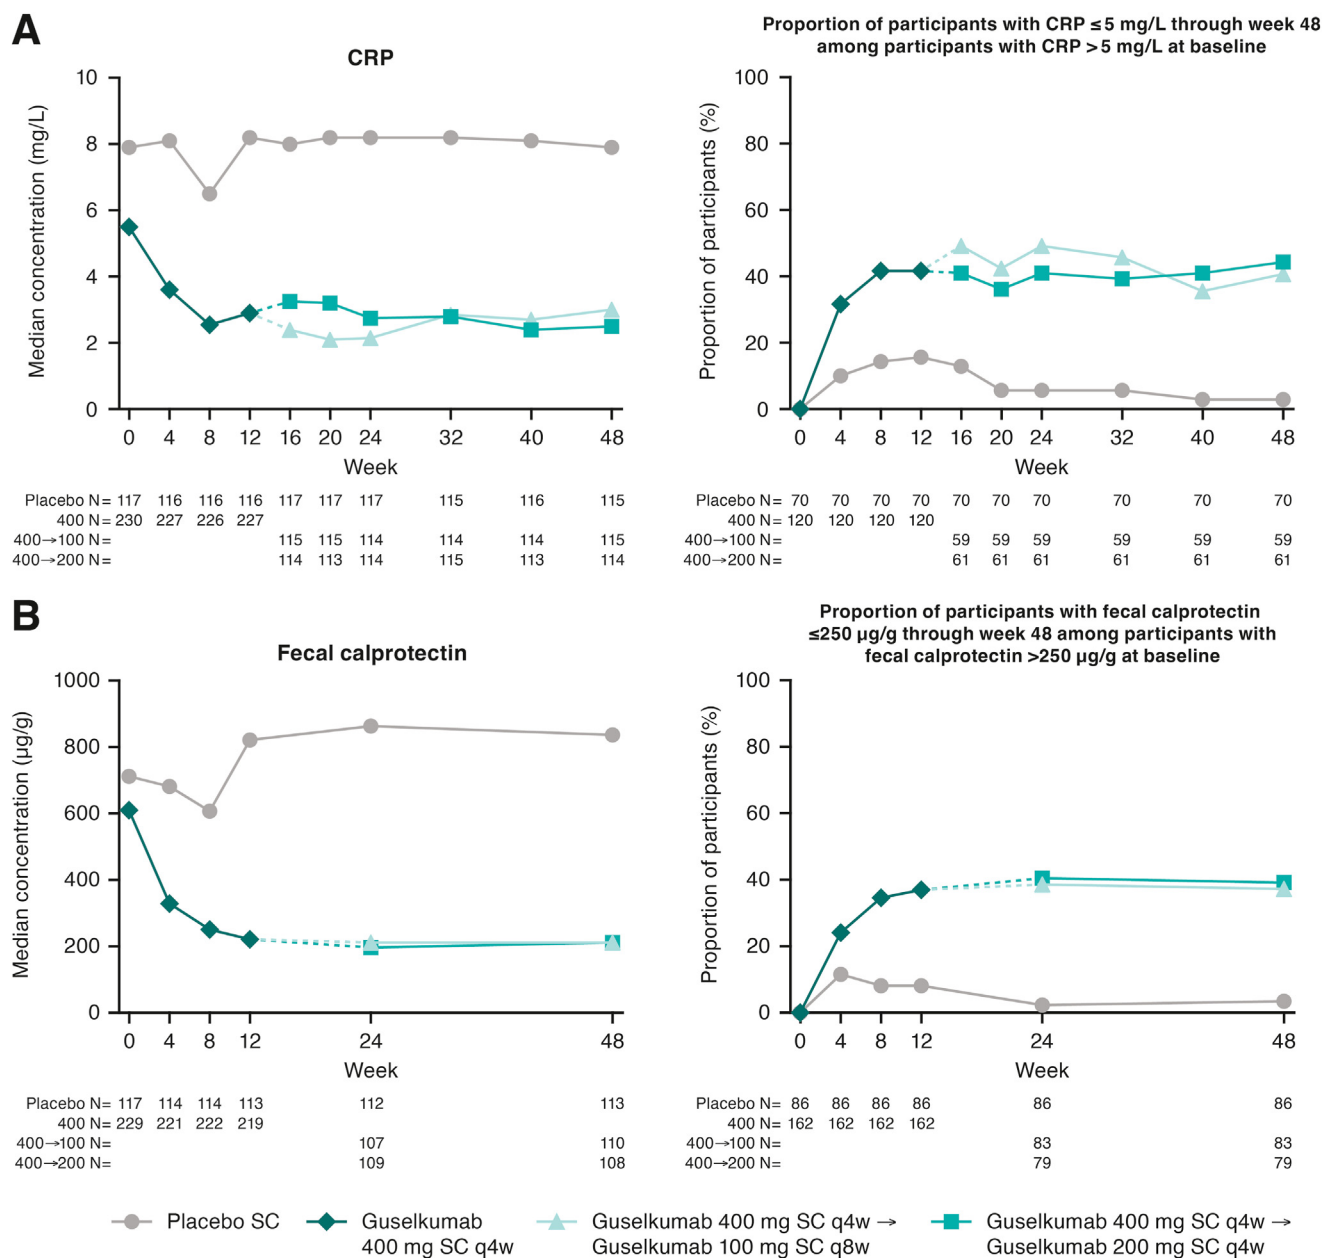 A
CRP
Median concentration (mg/L)
10
8
6
4
2
0
0 4 8 12 16 20 24 32 40 48
Week
Placebo N= 117 116 116 116 117 117 117 115 116 115
400 N= 230 227 226 227
400→100 N= 115 115 114 114 114 115
400→200 N= 114 113 114 115 113 114
Proportion of participants with CRP ≤5 mg/L through week 48
among participants with CRP >5 mg/L at baseline
Proportion of participants (%)
100
80
60
40
20
0
0 4 8 12 16 20 24 32 40 48
Week
Placebo N= 70 70 70 70 70 70 70 70 70 70
400 N= 120 120 120 120
400→100 N= 59 59 59 59 59 59
400→200 N= 61 61 61 61 61 61
B
Fecal calprotectin
Median concentration (µg/g)
1000
800
600
400
200
0
0 4 8 12 24 48
Week
Placebo N= 117 114 114 113 112 113
400 N= 229 221 222 219
400→100 N= 107 110
400→200 N= 109 108
Proportion of participants with fecal calprotectin
≤250 µg/g through week 48 among participants with
fecal calprotectin >250 µg/g at baseline
Proportion of participants (%)
100
80
60
40
20
0
0 4 8 12 24 48
Week
Placebo N= 86 86 86 86 86 86
400 N= 162 162 162 162
400→100 N= 83 83
400→200 N= 79 79
Placebo SC
Guselkumab
400 mg SC q4w
Guselkumab 400 mg SC q4w →
Guselkumab 100 mg SC q8w
Guselkumab 400 mg SC q4w →
Guselkumab 200 mg SC q4w